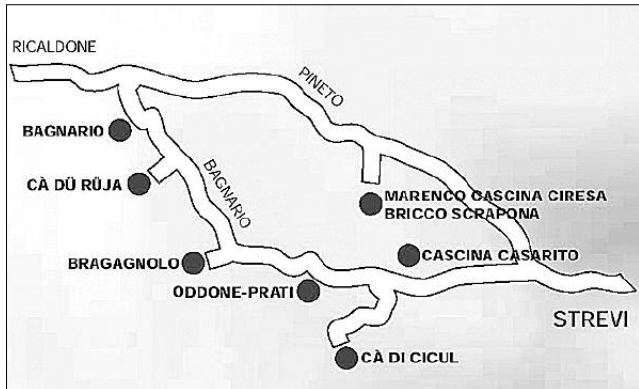 RICALDONE
PINETO
BAGNARIO
BAGNARIO
CÀ DÜ RÜJA
MARENCO CASCINA CIRESA
BRICCO SCRAPONA
BRAGAGNOLO
CASCINA CASARITO
ODDONE-PRATI
STREVI
CÀ DI CICUL